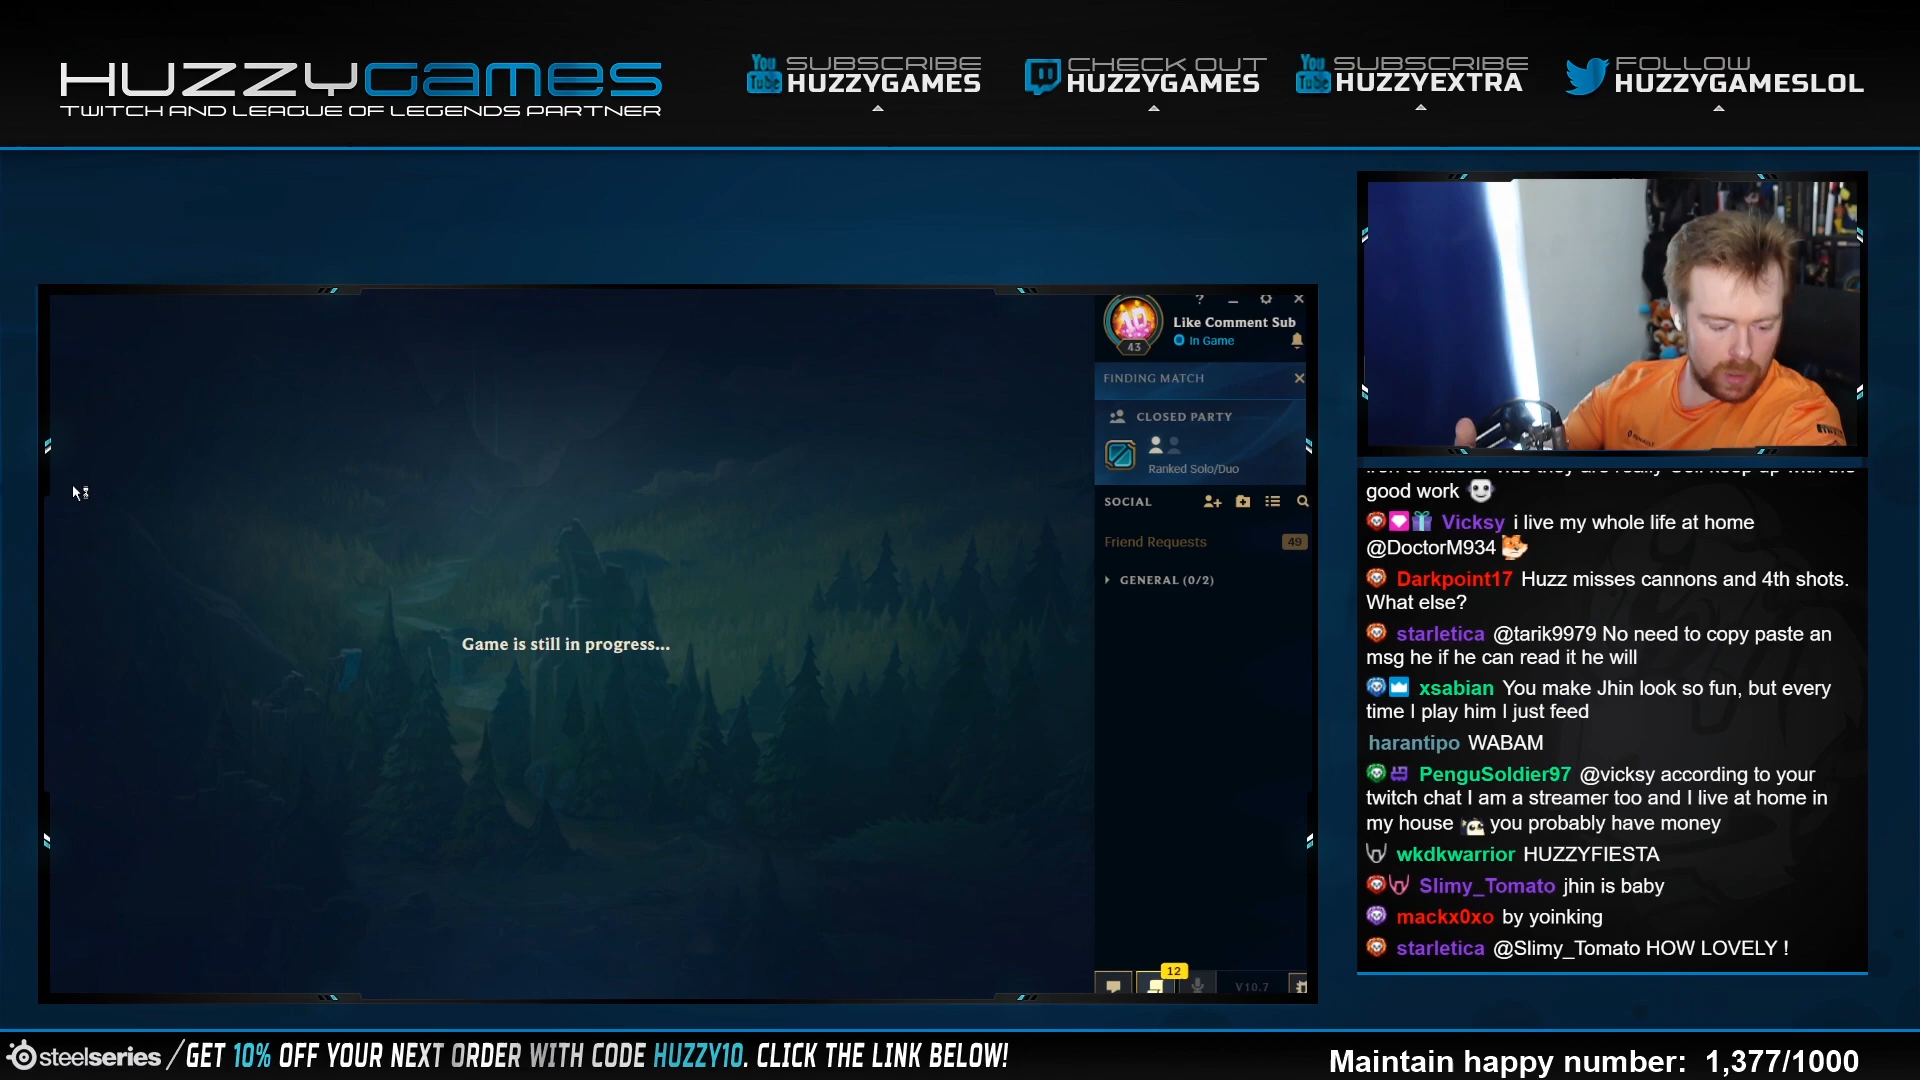 HUZZYGAMES
TWITCH AND LEAGUE OF LEGENDS PARTNER
You Tube SUBSCRIBE
HUZZYGAMES
CHECK OUT
HUZZYGAMES
You Tube SUBSCRIBE
HUZZYEXTRA
FOLLOW
HUZZYGAMESLOL
10
43
?
Like Comment Sub
In Game
FINDING MATCH
CLOSED PARTY
Ranked Solo/Duo
SOCIAL
Friend Requests 49
GENERAL (0/2)
Game is still in progress...
12
V10.7
RENAULT
good work
Vicksy i live my whole life at home
@DoctorM934
Darkpoint17 Huzz misses cannons and 4th shots.
What else?
starletica @tarik9979 No need to copy paste an
msg he if he can read it he will
xsabian You make Jhin look so fun, but every
time I play him I just feed
harantipo WABAM
PenguSoldier97 @vicksy according to your
twitch chat I am a streamer too and I live at home in
my house you probably have money
wkdkwarrior HUZZYFIESTA
Slimy_Tomato jhin is baby
mackx0xo by yoinking
starletica @Slimy_Tomato HOW LOVELY !
steelseries / GET 10% OFF YOUR NEXT ORDER WITH CODE HUZZY10. CLICK THE LINK BELOW!
Maintain happy number: 1,377/1000